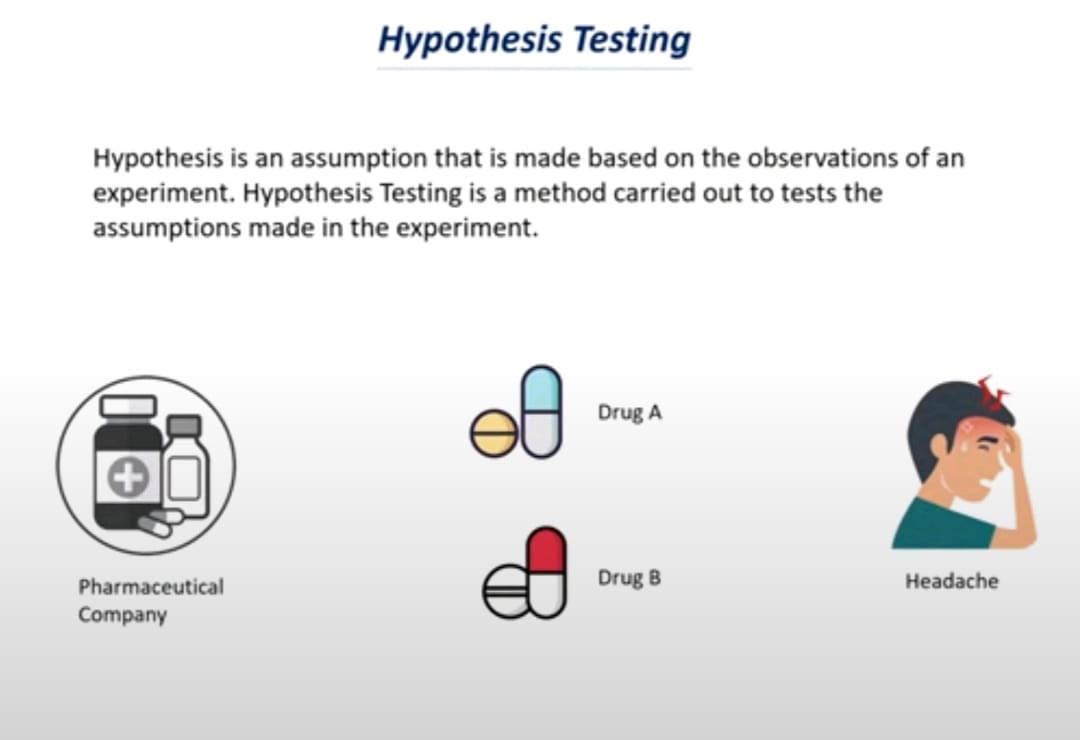 Hypothesis Testing
Hypothesis is an assumption that is made based on the observations of an
experiment. Hypothesis Testing is a method carried out to tests the
assumptions made in the experiment.
Drug A
Drug B
Pharmaceutical
Company
Headache